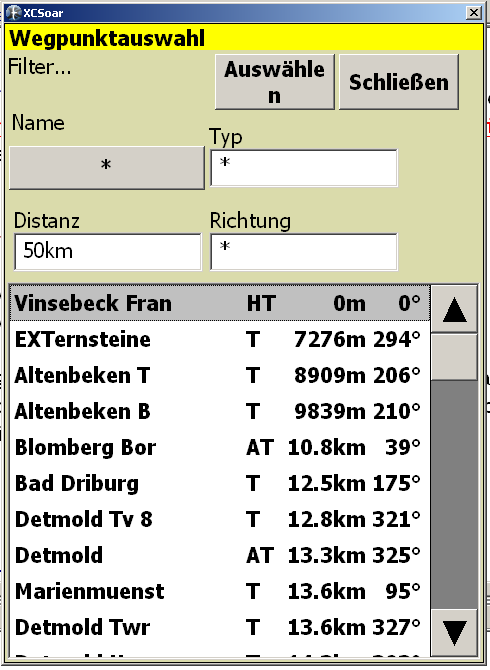 XCSoar
Wegpunktauswahl
Filter...
Auswähle
n
Schließen
Name
Typ
*
*
Distanz
Richtung
50km
*
Vinsebeck Fran HT 0m 0°
EXTernsteine T 7276m 294°
Altenbeken T T 8909m 206°
Altenbeken B T 9839m 210°
Blomberg Bor AT 10.8km 39°
Bad Driburg T 12.5km 175°
Detmold Tv 8 T 12.8km 321°
Detmold AT 13.3km 325°
Marienmuenst T 13.6km 95°
Detmold Twr T 13.6km 327°